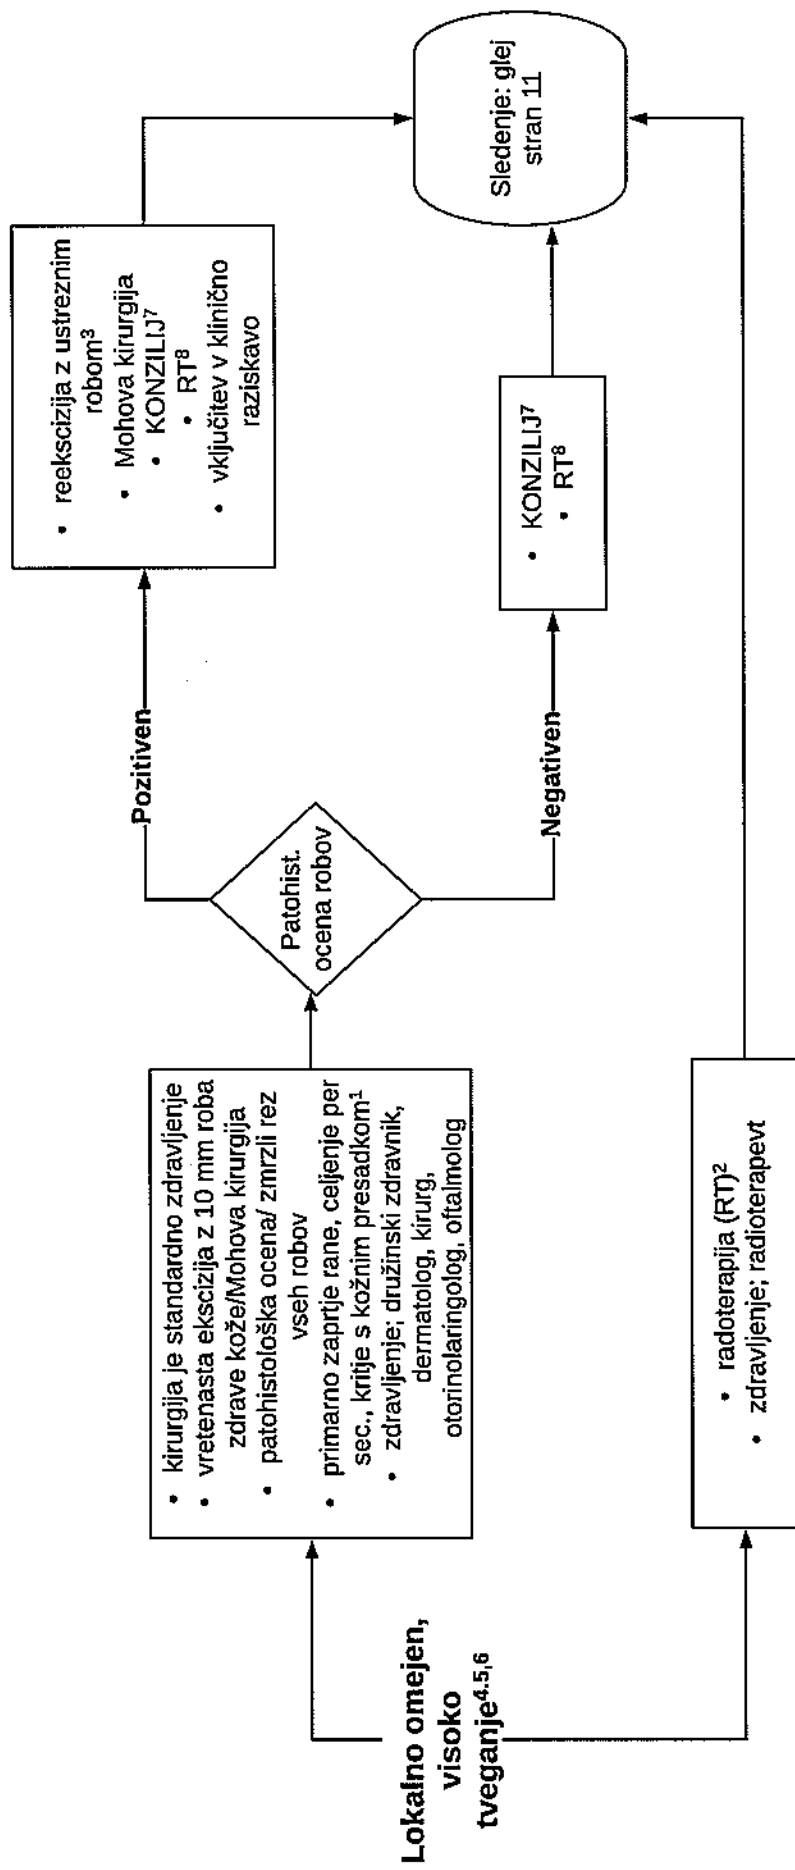 Lokalno omejen,
visoko
tveganje4.5,6
• kirurgija je standardno zdravljenje
• vretenasta ekscizija z 10 mm roba
zdrave kože/Mohova kirurgija
• patohistološka ocena/ zmrzli rez
vseh robov
• primarno zaprtje rane, celjenje per
sec., kritje s kožnim presadkom1
• zdravljenje; družinski zdravnik,
dermatolog, kirurg,
otorinolaringolog, oftalmolog
Patohist.
ocena robov
Pozitiven
• reekscizija z ustreznim
robom3
• Mohova kirurgija
• KONZILIJ7
• RT8
• vključitev v klinično
raziskavo
Negativen
• KONZILIJ7
• RT8
Sledenje: glej
stran 11
• radoterapija (RT)2
• zdravljenje; radioterapevt